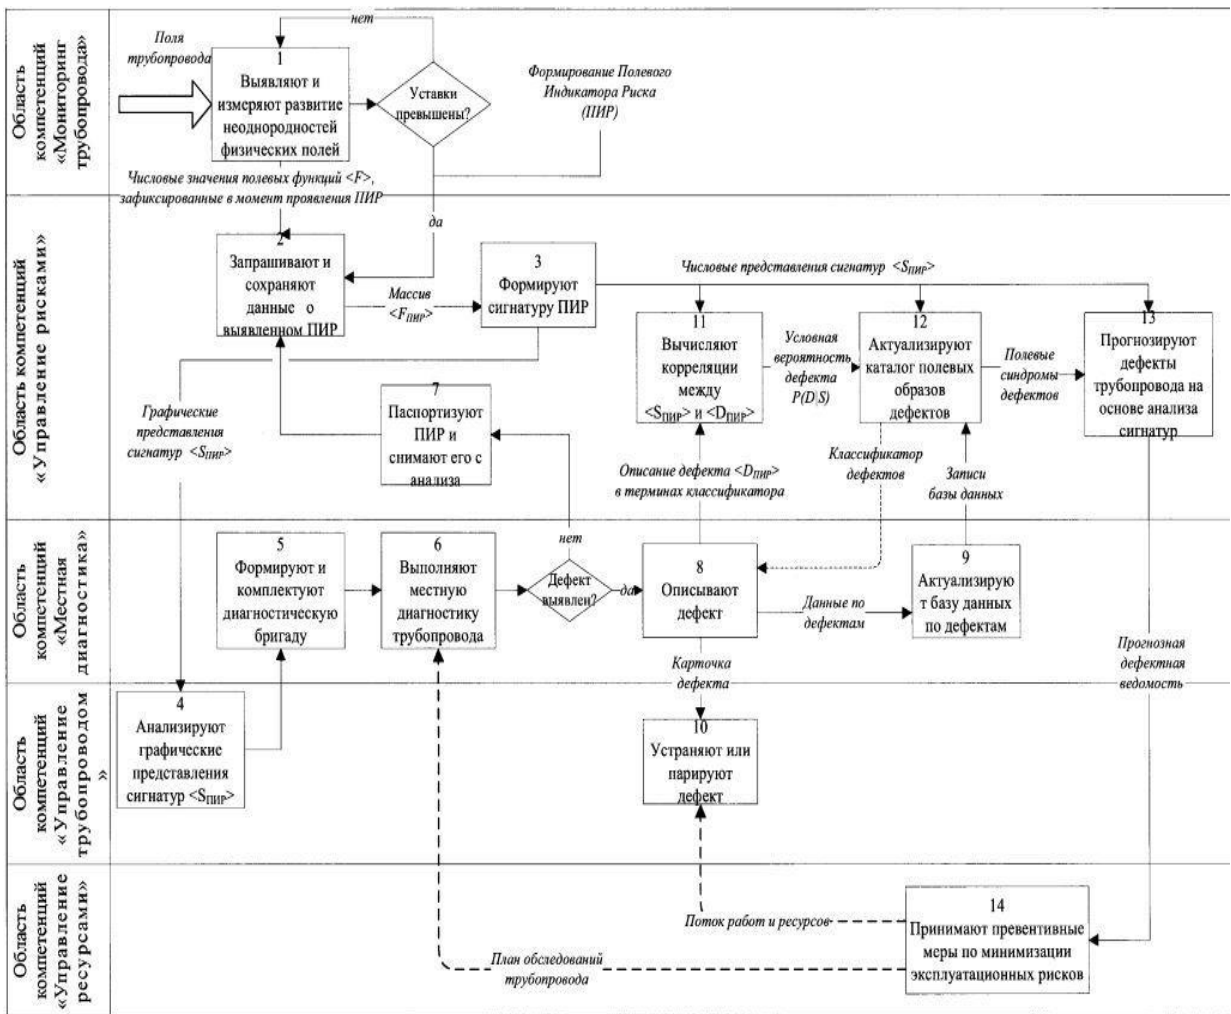 Область
компетенций
«Мониторинг
трубопровода»
Поля
трубопровода
1
Выявляют и
измеряют развитие
неоднородностей
физических полей
нет
Уставки
превышены?
Формирование Полевого
Индикатора Риска
(ПИР)
Числовые значения полевых функций <F>,
зафиксированные в момент проявления ПИР
да
Область компетенций
«Управление рисками»
2
Запрашивают и
сохраняют
данные о
выявленном ПИР
Массив
<FПИР>
3
Формируют
сигнатуру ПИР
Числовые представления сигнатур <SПИР>
11
Вычисляют
корреляции
между
<SПИР> и <DПИР>
Условная
вероятность
дефекта
P(D|S)
12
Актуализируют
каталог полевых
образов
дефектов
Полевые
синдромы
дефектов
13
Прогнозируют
дефекты
трубопровода на
основе анализа
сигнатур
Графические
представления
сигнатур <SПИР>
7
Паспортизуют
ПИР и
снимают его с
анализа
Описание дефекта <DПИР>
в терминах классификатора
Классификатор
дефектов
Записи
базы данных
Область
компетенций
«Местная
диагностика»
5
Формируют и
комплектуют
диагностическую
бригаду
6
Выполняют
местную
диагностику
трубопровода
нет
Дефект
выявлен?
да
8
Описывают
дефект
Данные по
дефектам
9
Актуализирую
т базу данных
по дефектам
Карточка
дефекта
Прогнозная
дефектная
ведомость
Область
компетенций
«Управление
трубопроводом
»
4
Анализируют
графические
представления
сигнатур <SПИР>
10
Устраняют или
парируют
дефект
Область
компетенций
«Управление
ресурсами»
Поток работ и ресурсов
План обследований
трубопровода
14
Принимают превентивные
меры по минимизации
эксплуатационных рисков